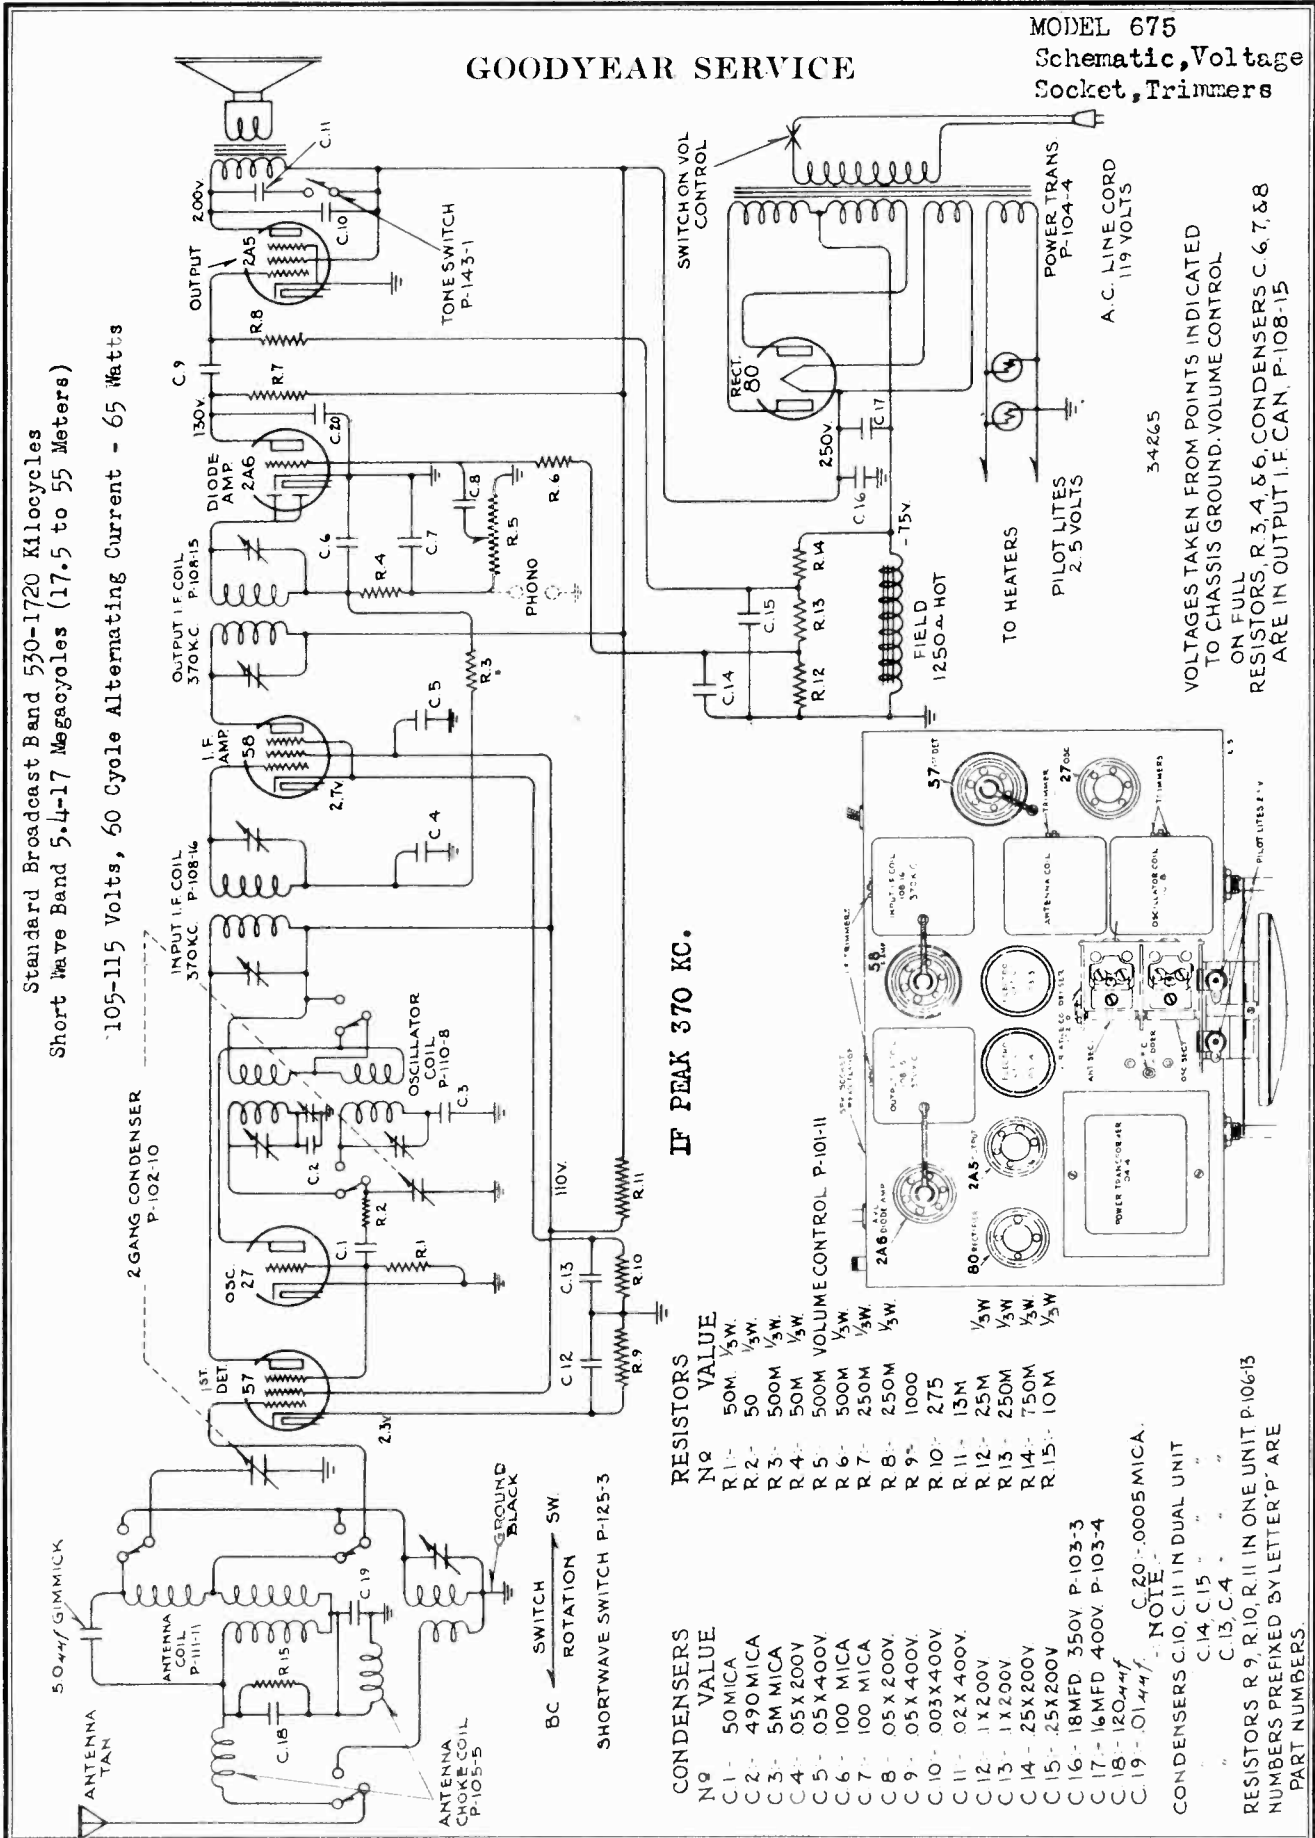 GOODYEAR SERVICE
MODEL 675
Schematic,Voltage
Socket,Trimmers
Standard Broadcast Band 530-1720 Kilocycles
Short Wave Band 5.4-17 Megacycles (17.5 to 55 Meters)
105-115 Volts, 60 Cycle Alternating Current - 65 Watts
2 GANG CONDENSER
P-102-10
INPUT I.F. COIL
370 K.C. P-108-16
OUTPUT I F COIL
370 K.C. P-108-15
5.0µµf GIMMICK
ANTENNA
TAN
ANTENNA
COIL
P-111-11
R15
C.18
C.19
ANTENNA
CHOKE COIL
P-105-5
GROUND
BLACK
BC SWITCH SW.
ROTATION
SHORTWAVE SWITCH P-125-3
1ST.
DET.
57
2.3V
OSC.
27
C.1
R.2
R.1
C.2
C.3
OSCILLATOR
COIL
P-110-8
110V.
C 12
C.13
R.9
R.10
R.11
I.F.
AMP.
58
2.7V
C.4
C.5
R.3
DIODE
AMP.
2A6
130V.
C.20
C.6
C.7
C.8
R.4
R.5
R.6
PHONO
C.9
R.7
R.8
OUTPUT
2A5
200V.
C.10
C.11
TONE SWITCH
P-143-1
SWITCH ON VOL
CONTROL
POWER TRANS.
P-104-4
A.C. LINE CORD
119 VOLTS
RECT.
80
250V.
C.17
C.16
-75V.
R.14
R.13
R.12
C.15
C.14
FIELD
1250Ω HOT
TO HEATERS
PILOT LITES
2.5 VOLTS
34265
VOLTAGES TAKEN FROM POINTS INDICATED
TO CHASSIS GROUND. VOLUME CONTROL
ON FULL
RESISTORS, R.3, 4, &6, CONDENSERS C.6, 7, &8
ARE IN OUTPUT I.F. CAN, P-108-15
IF PEAK 370 KC.
CONDENSERS
Nº VALUE
C 1 - 50 MICA
C 2 - 490 MICA
C 3 - 5M MICA
C 4 - .05 X 200V
C 5 - .05 X 400V.
C 6 - 100 MICA
C 7 - 100 MICA
C 8 - .05 X 200V.
C 9 - .05 X 400V.
C 10 - .003 X 400V.
C 11 - .02 X 400V.
C 12 - .1 X 200V
C 13 - .1 X 200V
C 14 - .25 X 200V
C 15 - .25 X 200V
C 16 - 18 MFD 350V. P-103-3
C 17 - 16 MFD 400V. P-103-4
C 18 - 120µµf
C. 19 - .01µµf. C.20 - .0005 MICA.
- NOTE -
CONDENSERS C.10, C.11 IN DUAL UNIT
" C.14, C.15 " " "
" C.13, C.4 " " "
RESISTORS R 9, R.10, R.11 IN ONE UNIT P-106-13
NUMBERS PREFIXED BY LETTER "P" ARE
PART NUMBERS.
RESISTORS
Nº VALUE
R. 1 - 50M. ⅓W.
R. 2 - 50 ⅓W.
R 3 - 500M ⅓W.
R 4 - 50M ⅓W.
R 5 - 500M VOLUME CONTROL P-101-11
R 6 - 500M ⅓W.
R 7 - 250M ⅓W.
R 8 - 250M ⅓W.
R 9 - 1000
R.10 - 275
R.11 - 13M
R.12 - 25M ⅓W
R 13 - 250M ⅓W
R 14 - 750M ⅓W.
R.15 - 10M ⅓W
57 DET
27 OSC
TRIMMER
TRIMMERS
ANTENNA COIL
OSCILLATOR COIL
INPUT IF COIL
370 K.C.
58
2A6 DIODE AMP
2A5
80 RECTIFIER
POWER TRANSFORMER
ANT SEC.
OSC SECT
PILOT LITES